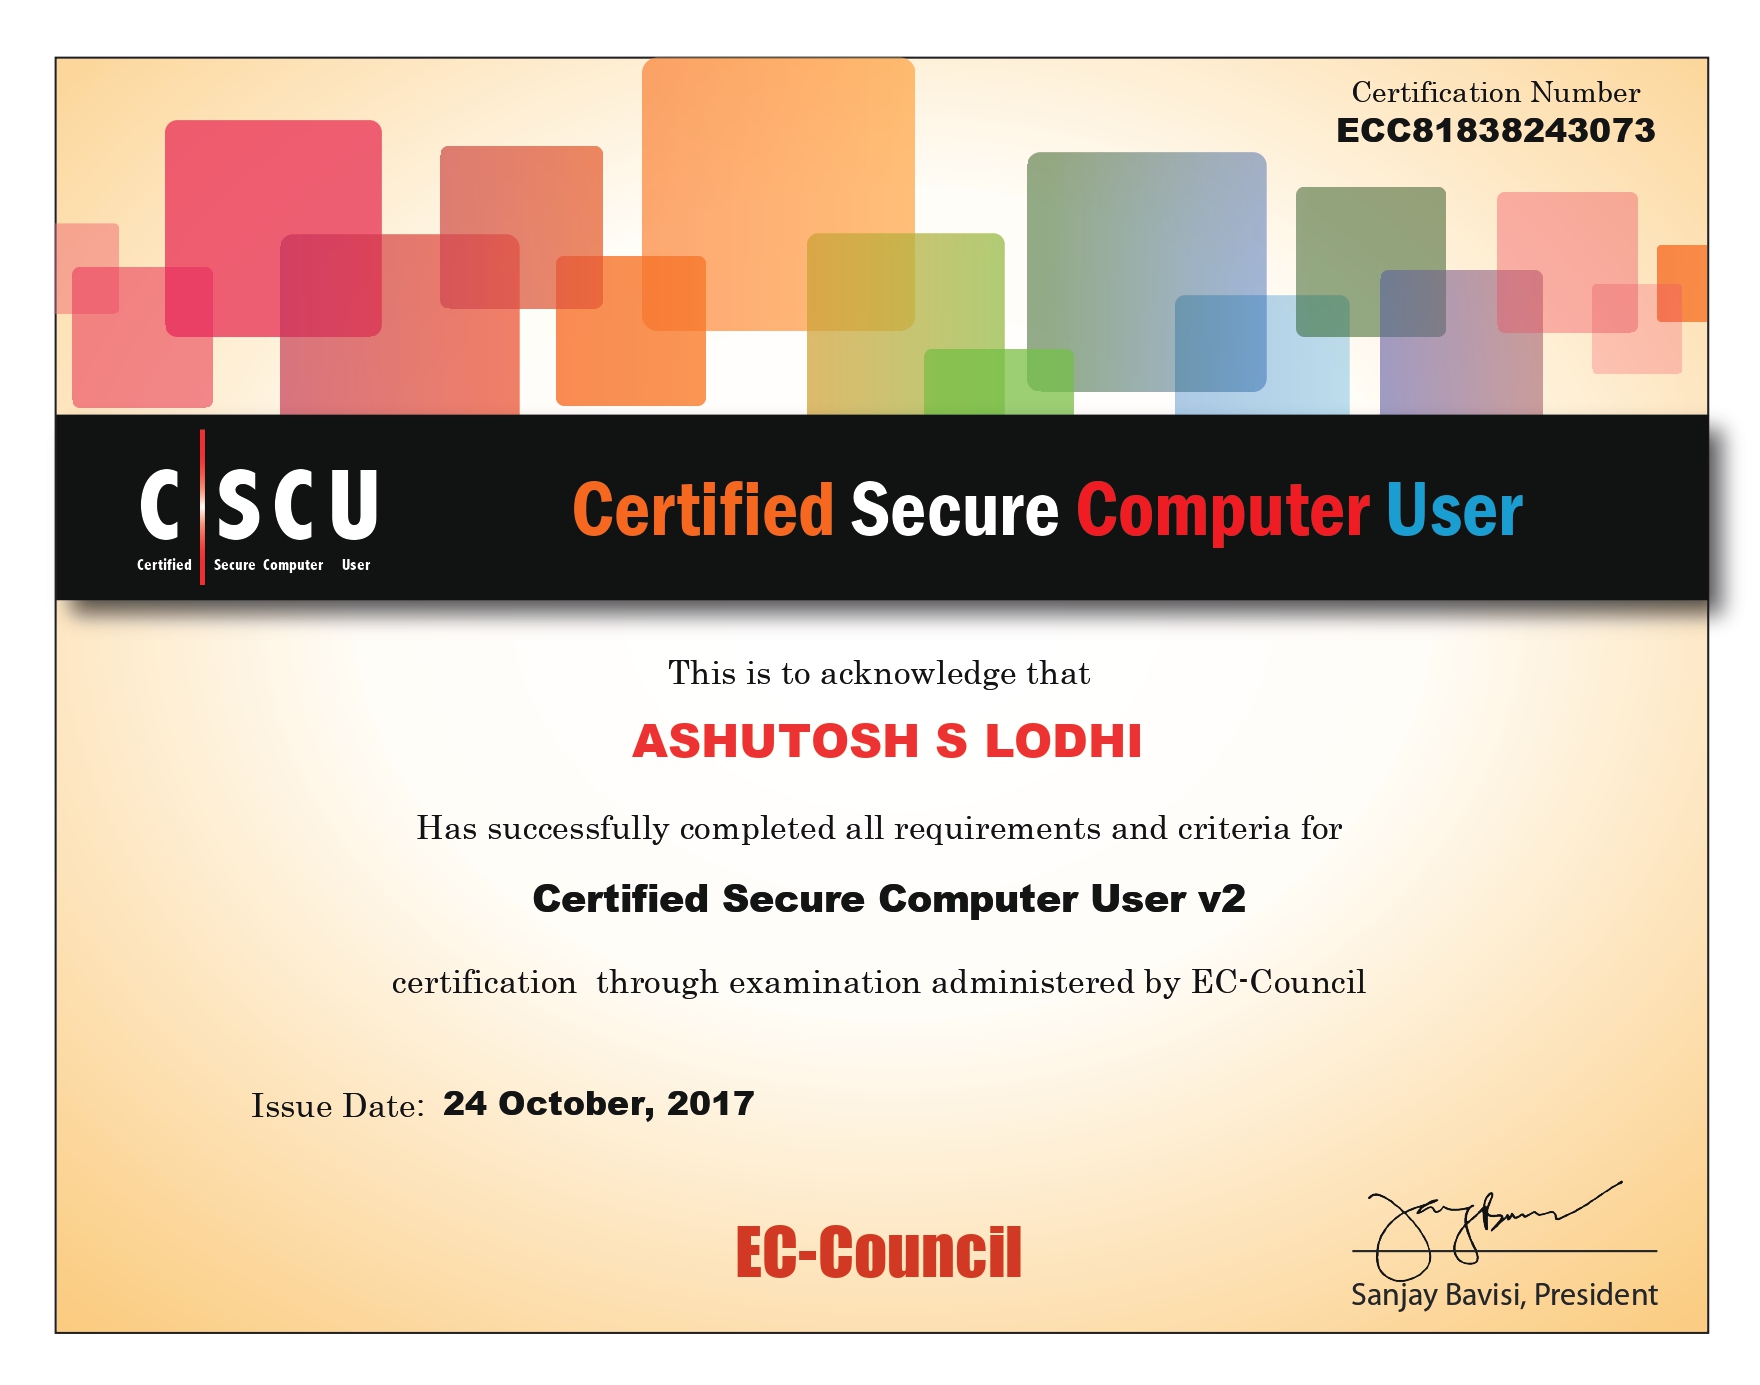 Certification Number
ECC81838243073
C SCU
Certified Secure Computer User
Certified Secure Computer User
This is to acknowledge that
ASHUTOSH S LODHI
Has successfully completed all requirements and criteria for
Certified Secure Computer User v2
certification through examination administered by EC-Council
Issue Date: 24 October, 2017
EC-Council
Sanjay Bavisi, President